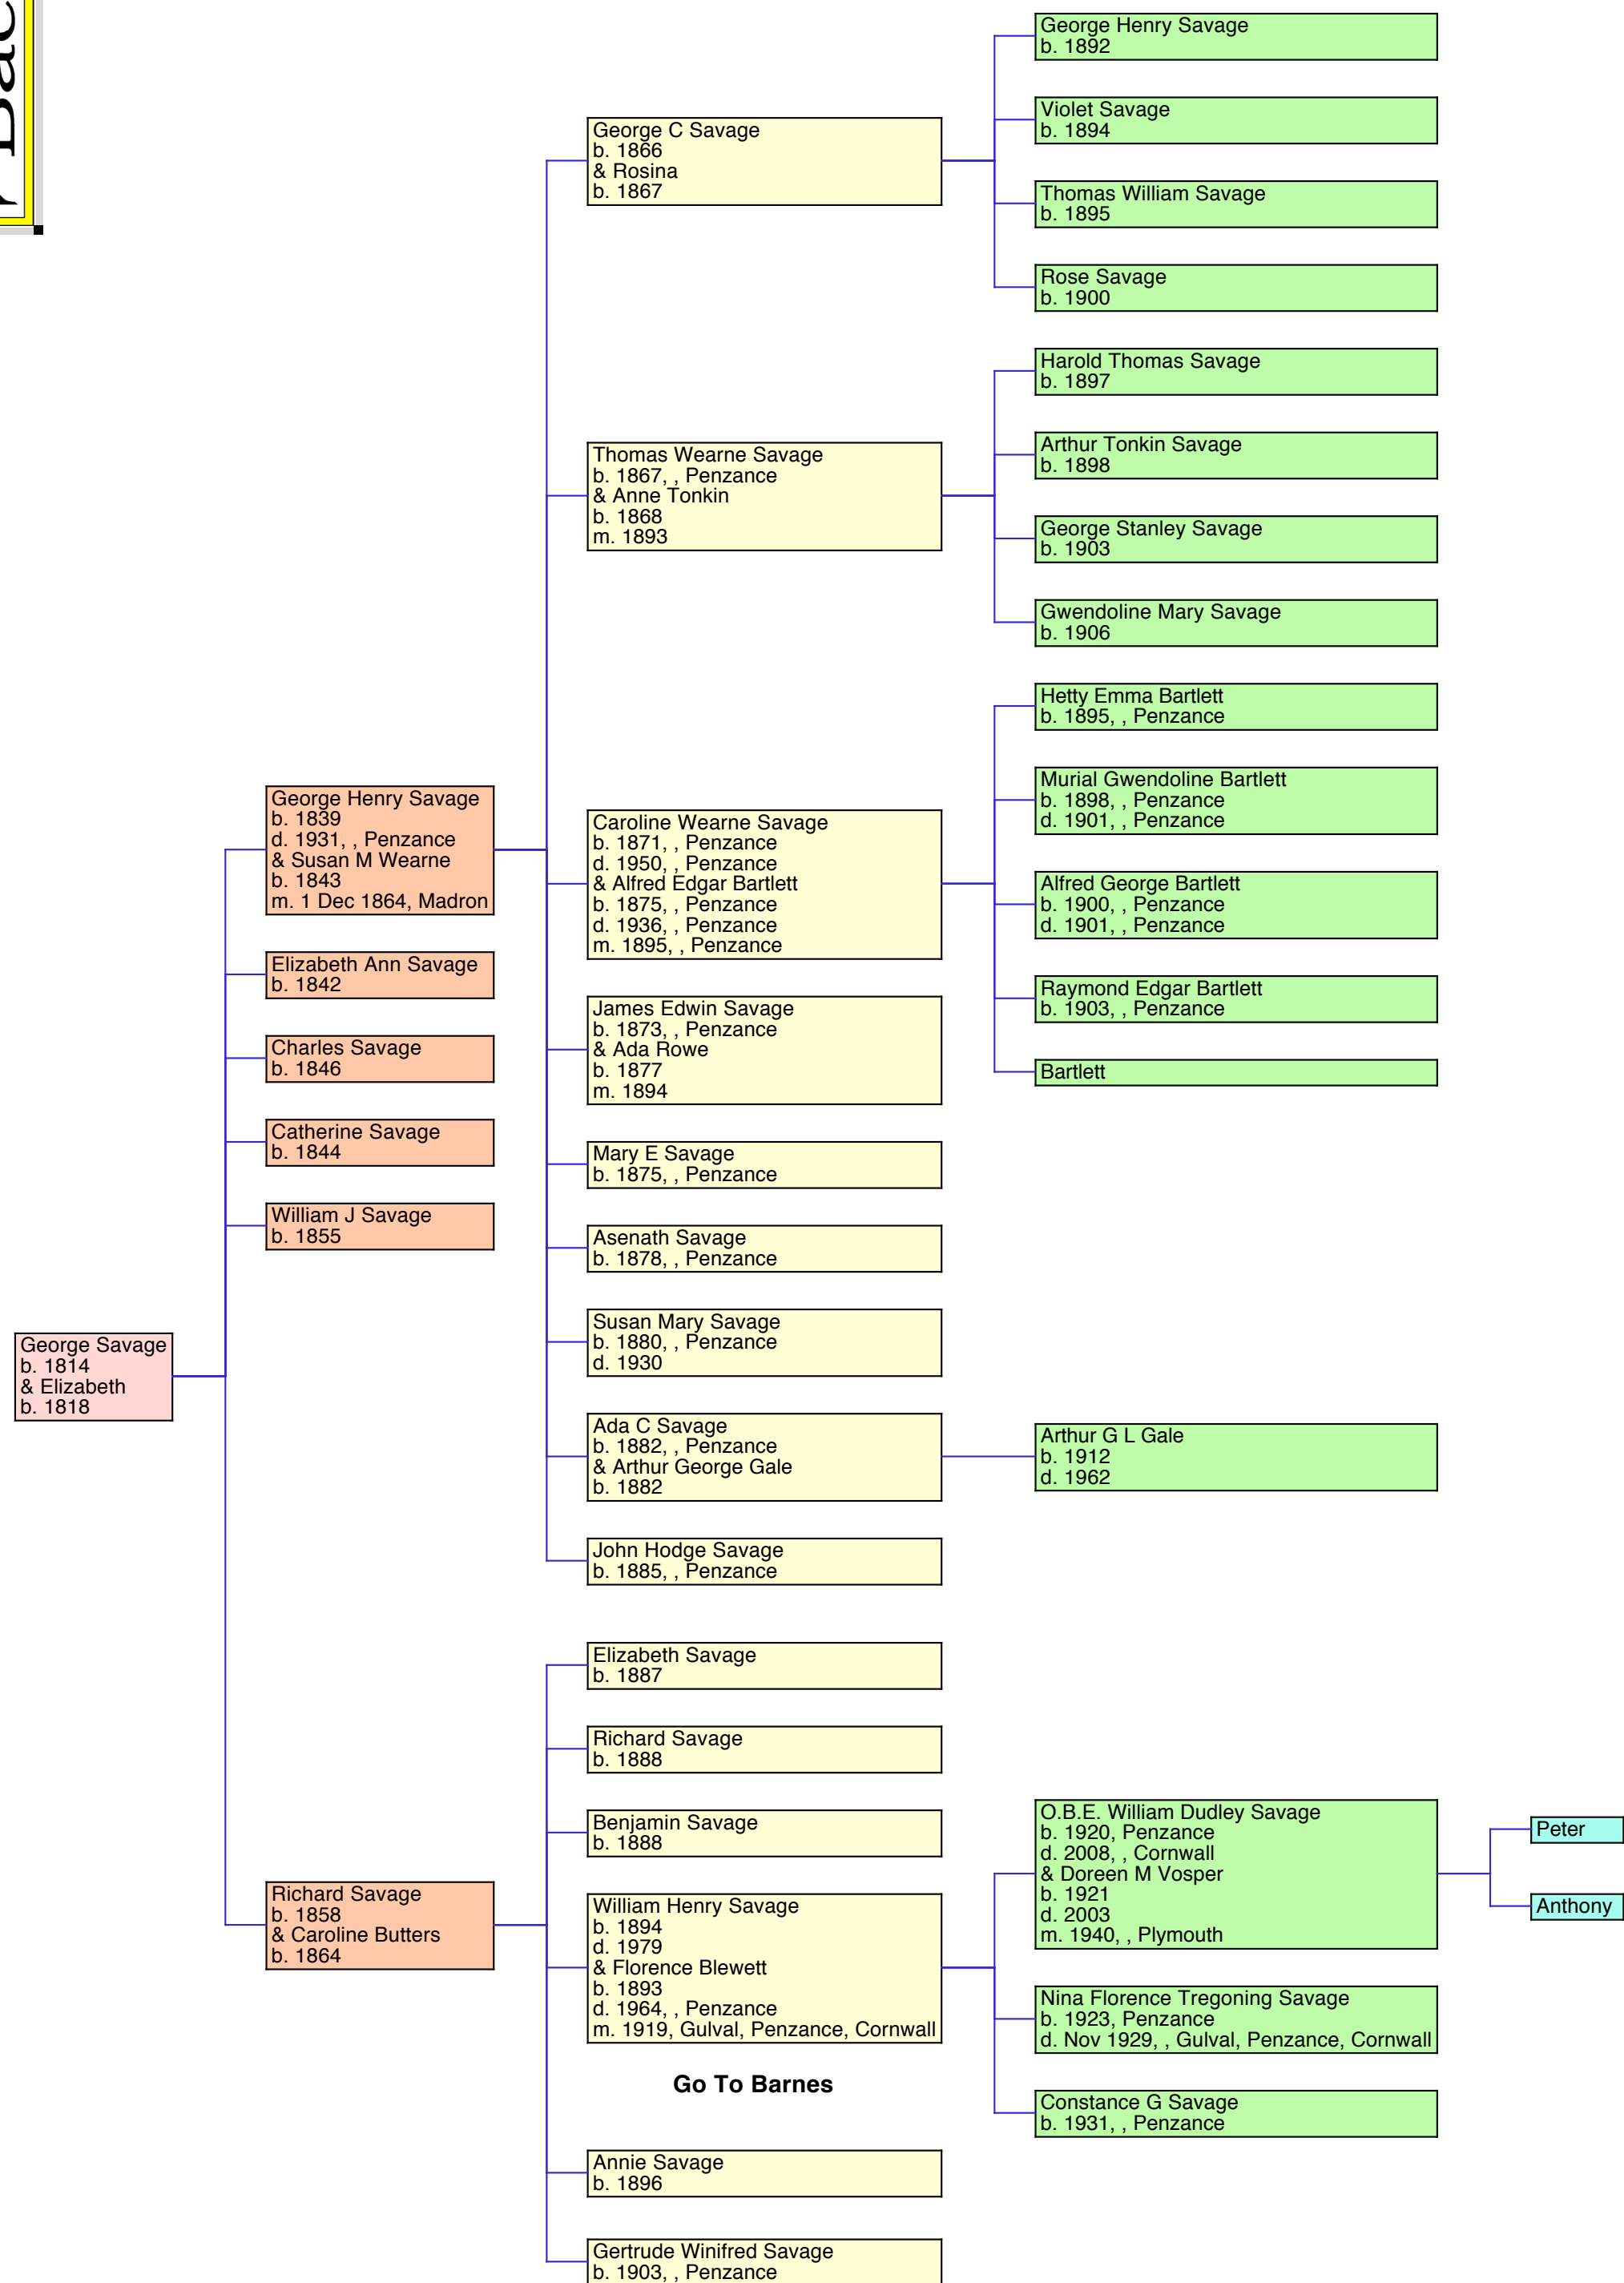 George Savage
b. 1814
& Elizabeth
b. 1818
George Henry Savage
b. 1839
d. 1931, , Penzance
& Susan M Wearne
b. 1843
m. 1 Dec 1864, Madron
Elizabeth Ann Savage
b. 1842
Charles Savage
b. 1846
Catherine Savage
b. 1844
William J Savage
b. 1855
Richard Savage
b. 1858
& Caroline Butters
b. 1864
George C Savage
b. 1866
& Rosina
b. 1867
Thomas Wearne Savage
b. 1867, , Penzance
& Anne Tonkin
b. 1868
m. 1893
Caroline Wearne Savage
b. 1871, , Penzance
d. 1950, , Penzance
& Alfred Edgar Bartlett
b. 1875, , Penzance
d. 1936, , Penzance
m. 1895, , Penzance
James Edwin Savage
b. 1873, , Penzance
& Ada Rowe
b. 1877
m. 1894
Mary E Savage
b. 1875, , Penzance
Asenath Savage
b. 1878, , Penzance
Susan Mary Savage
b. 1880, , Penzance
d. 1930
Ada C Savage
b. 1882, , Penzance
& Arthur George Gale
b. 1882
John Hodge Savage
b. 1885, , Penzance
Elizabeth Savage
b. 1887
Richard Savage
b. 1888
Benjamin Savage
b. 1888
William Henry Savage
b. 1894
d. 1979
& Florence Blewett
b. 1893
d. 1964, , Penzance
m. 1919, Gulval, Penzance, Cornwall
Go To Barnes
Annie Savage
b. 1896
Gertrude Winifred Savage
b. 1903, , Penzance
George Henry Savage
b. 1892
Violet Savage
b. 1894
Thomas William Savage
b. 1895
Rose Savage
b. 1900
Harold Thomas Savage
b. 1897
Arthur Tonkin Savage
b. 1898
George Stanley Savage
b. 1903
Gwendoline Mary Savage
b. 1906
Hetty Emma Bartlett
b. 1895, , Penzance
Murial Gwendoline Bartlett
b. 1898, , Penzance
d. 1901, , Penzance
Alfred George Bartlett
b. 1900, , Penzance
d. 1901, , Penzance
Raymond Edgar Bartlett
b. 1903, , Penzance
Bartlett
Arthur G L Gale
b. 1912
d. 1962
O.B.E. William Dudley Savage
b. 1920, Penzance
d. 2008, , Cornwall
& Doreen M Vosper
b. 1921
d. 2003
m. 1940, , Plymouth
Nina Florence Tregoning Savage
b. 1923, Penzance
d. Nov 1929, , Gulval, Penzance, Cornwall
Constance G Savage
b. 1931, , Penzance
Peter
Anthony